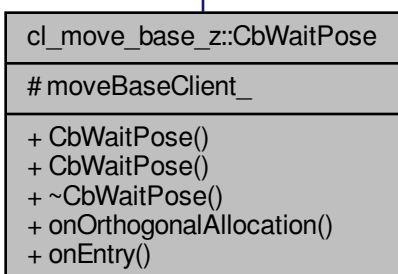 cl_move_base_z::CbWaitPose
# moveBaseClient_
+ CbWaitPose()
+ CbWaitPose()
+ ~CbWaitPose()
+ onOrthogonalAllocation()
+ onEntry()